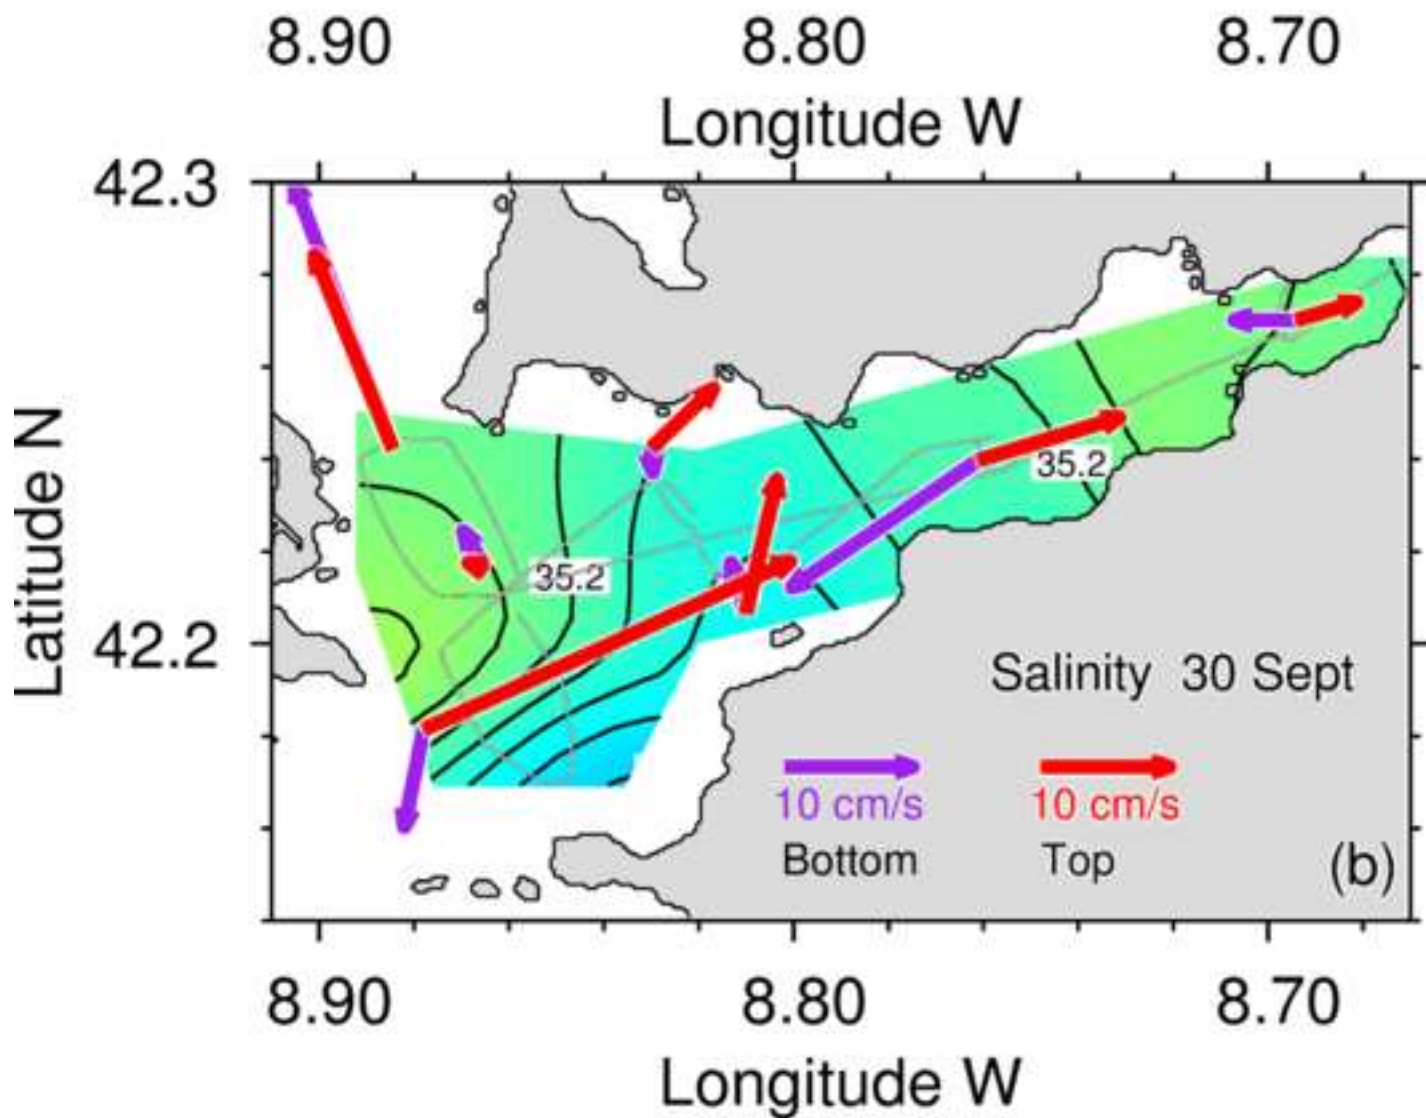 8.90 8.80 8.70
Longitude W
42.3
Latitude N
35.2
35.2
42.2
Salinity 30 Sept
10 cm/s 10 cm/s
Bottom Top
(b)
8.90 8.80 8.70
Longitude W